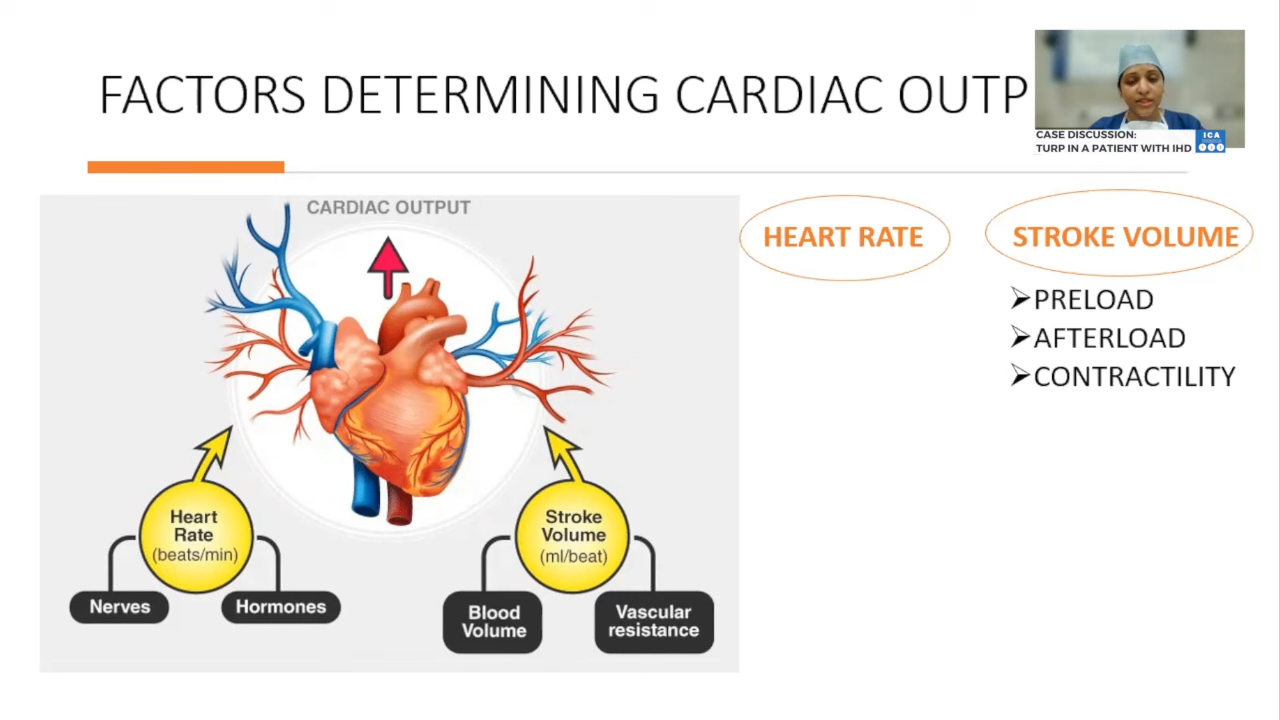 FACTORS DETERMINING CARDIAC OUTP
CASE DISCUSSION:
TURP IN A PATIENT WITH IHD
ICA
CARDIAC OUTPUT
Heart
Rate
(beats/min)
Nerves
Hormones
Stroke
Volume
(ml/beat)
Blood
Volume
Vascular
resistance
HEART RATE
STROKE VOLUME
➢PRELOAD
➢AFTERLOAD
➢CONTRACTILITY